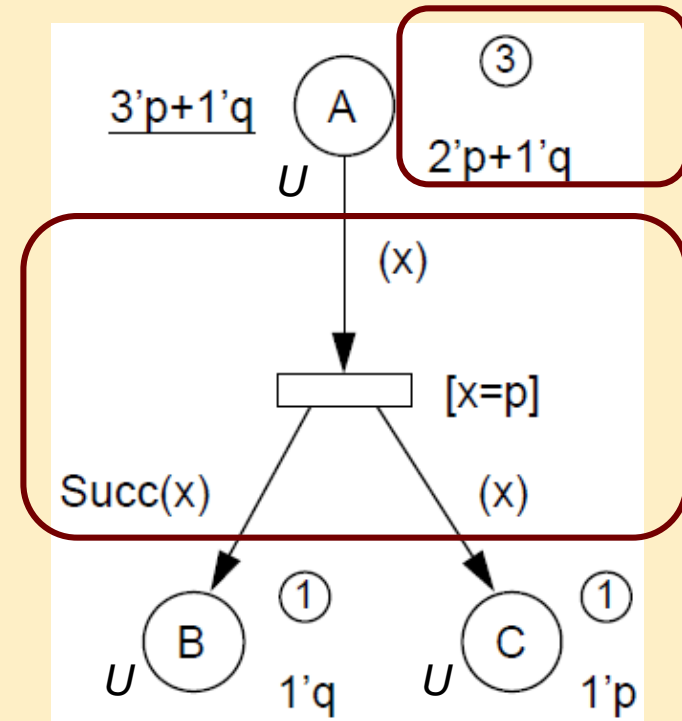 3
3’p+1’q
A
2’p+1’q
U
(x)
[x=p]
Succ(x)
(x)
1
1
B
C
U
1’q
U
1’p